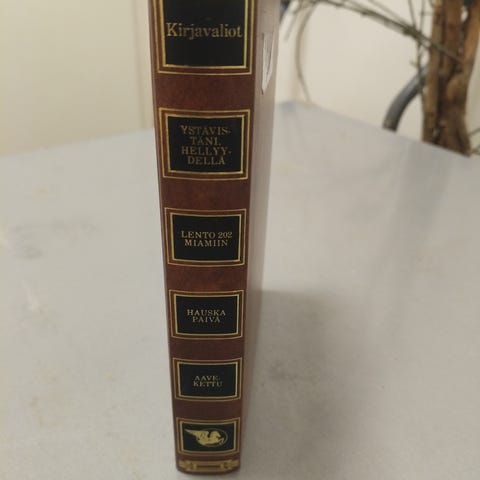 Kirjavaliot
YSTÄVIS-
TÄNI,
HELLYY-
DELLÄ
LENTO 202
MIAMIIN
HAUSKA
PÄIVÄ
AAVE-
KETTU